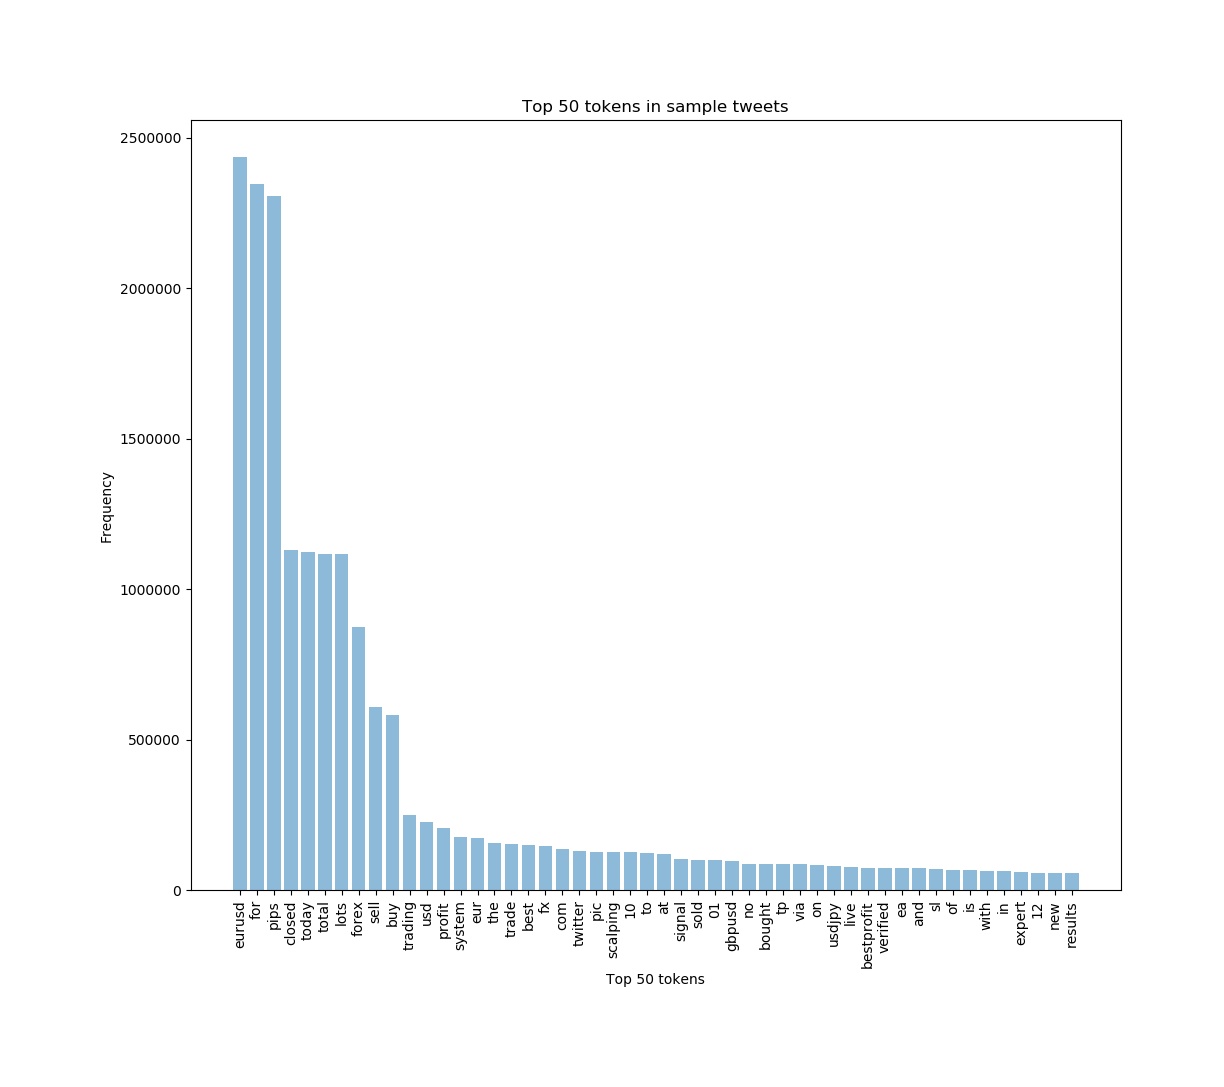 Top 50 tokens in sample tweets
2500000
2000000
1500000
1000000
500000
0
Frequency
eurusd
for
pips
closed
today
total
lots
forex
sell
buy
trading
usd
profit
system
eur
the
trade
best
fx
com
twitter
pic
scalping
10
to
at
signal
sold
01
gbpusd
no
bought
tp
via
on
usdjpy
live
bestprofit
verified
ea
and
sl
of
is
with
in
expert
12
new
results
Top 50 tokens